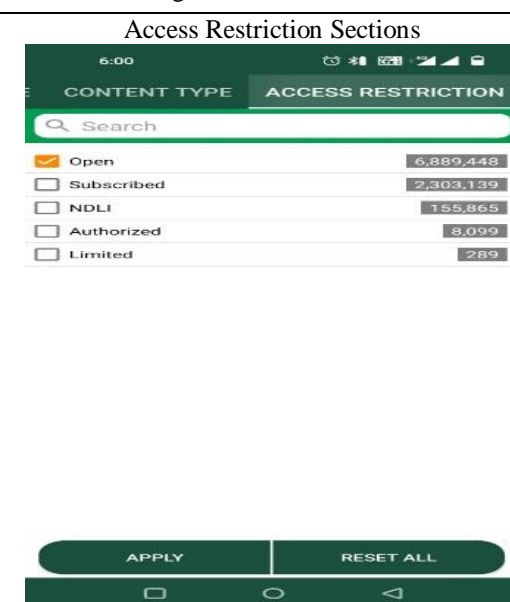 Access Restriction Sections
6:00
CONTENT TYPE ACCESS RESTRICTION
Search
Open 6,889,448
Subscribed 2,303,139
NDLI 155,865
Authorized 8,099
Limited 289
APPLY RESET ALL